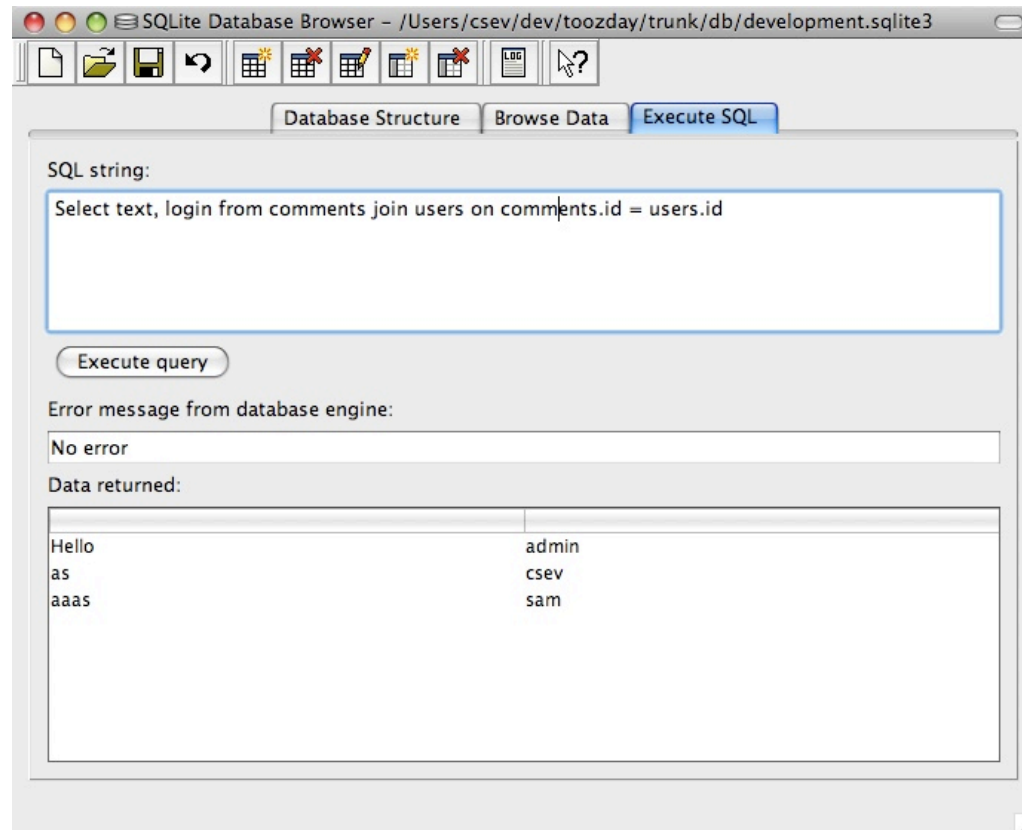 SQLite Database Browser – /Users/csev/dev/toozday/trunk/db/development.sqlite3
LOG
?
Database Structure Browse Data Execute SQL
SQL string:
Select text, login from comments join users on comments.id = users.id
Execute query
Error message from database engine:
No error
Data returned:
Hello admin
as csev
aaas sam